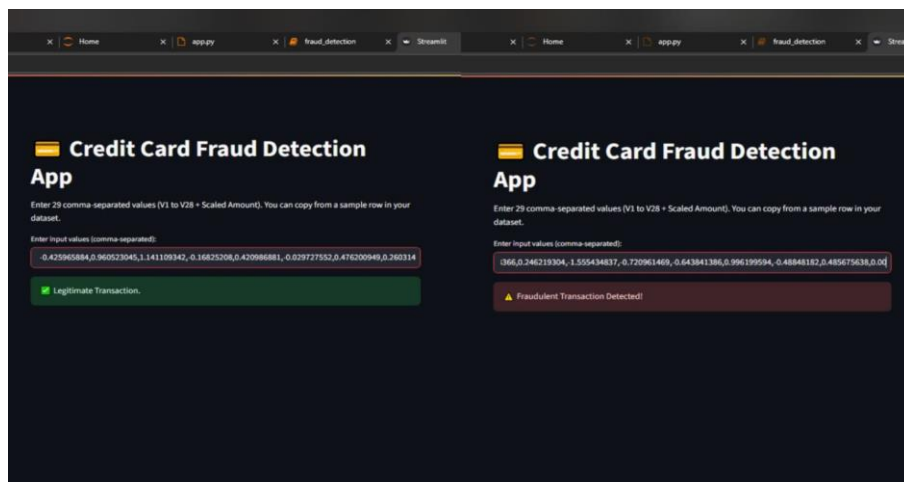 Home
app.py
fraud_detection
Streamlit
Home
app.py
fraud_detection
Credit Card Fraud Detection
App
Enter 29 comma-separated values (V1 to V28 + Scaled Amount). You can copy from a sample row in your
dataset.
Enter input values (comma-separated):
-0.425965884,0.960523045,1.141109342,-0.16825208,0.420986881,-0.029727552,0.476200949,0.260314
Legitimate Transaction.
Credit Card Fraud Detection
App
Enter 29 comma-separated values (V1 to V28 + Scaled Amount). You can copy from a sample row in your
dataset.
Enter input values (comma-separated):
366,0.246219304,-1.555434837,-0.720961469,-0.643841386,0.996199594,-0.48848182,0.485675638,0.00
Fraudulent Transaction Detected!